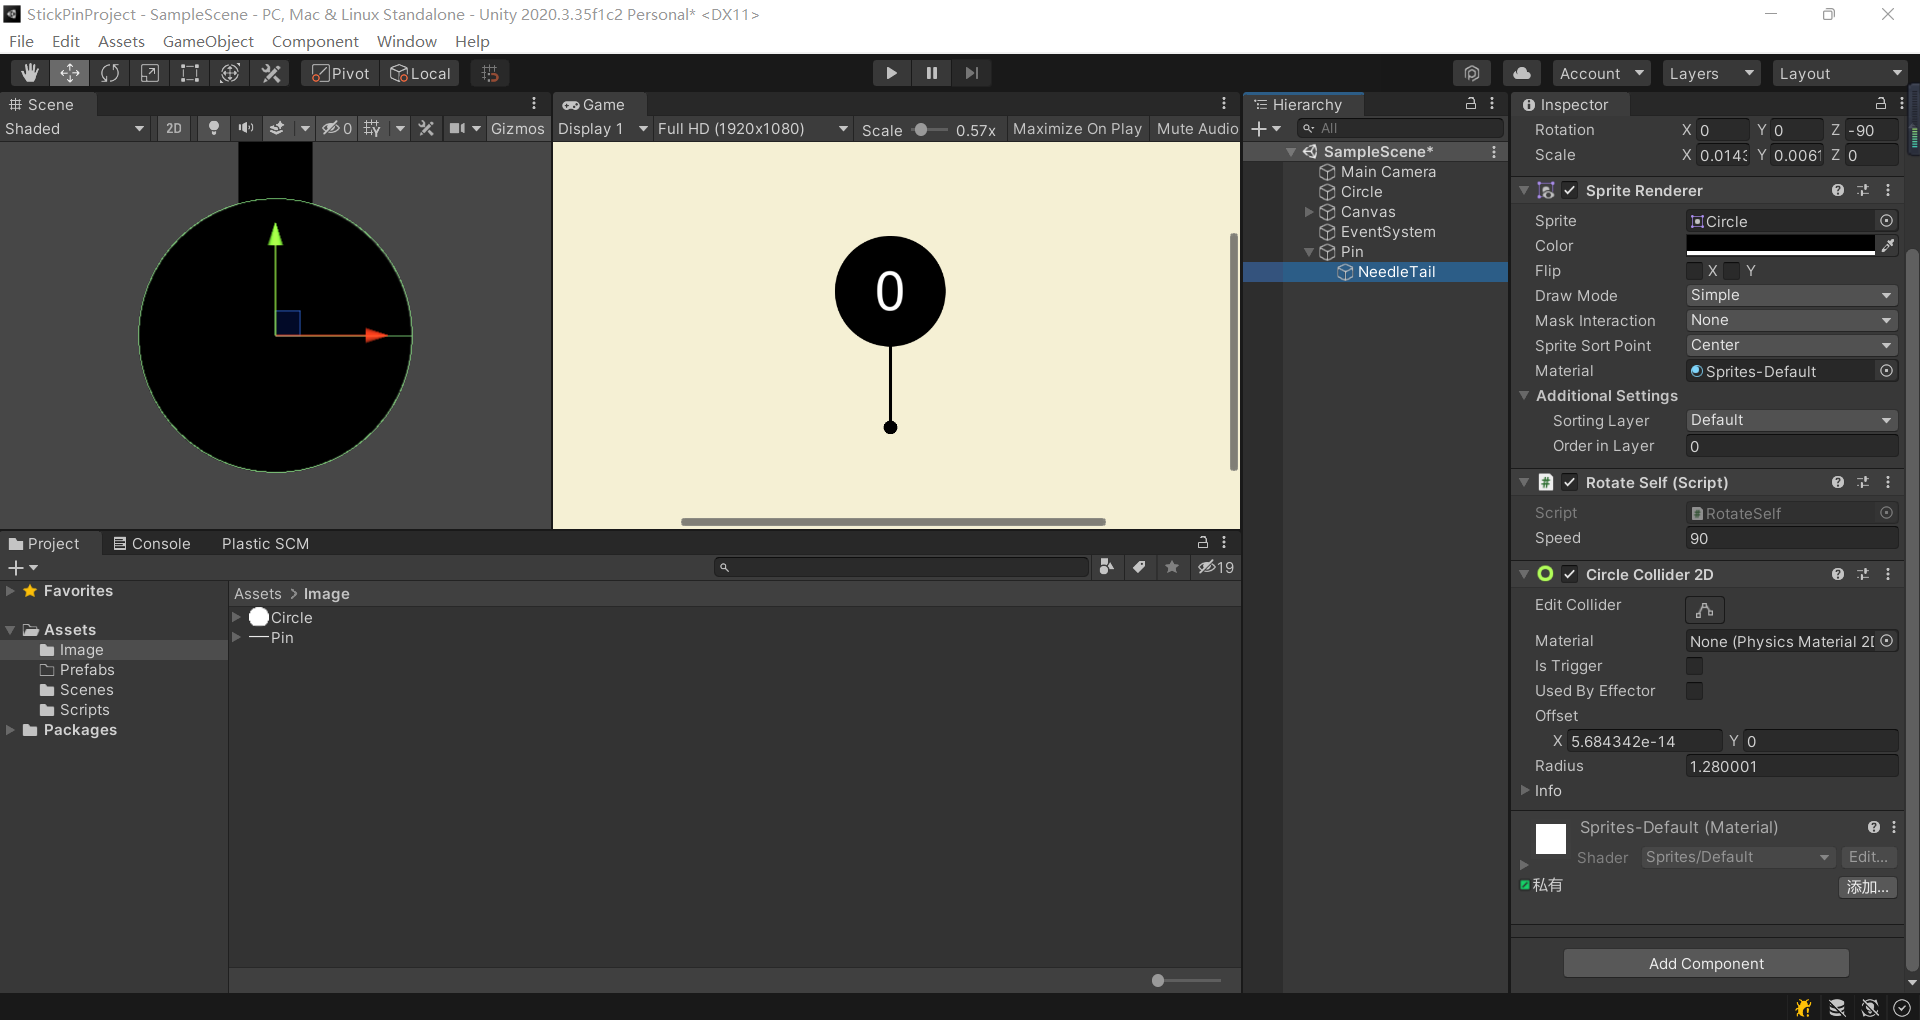 StickPinProject - SampleScene - PC, Mac & Linux Standalone - Unity 2020.3.35f1c2 Personal* <DX11>
File Edit Assets GameObject Component Window Help
Pivot Local Account Layers Layout
Scene
Shaded 2D 0 Gizmos
Game
Display 1 Full HD (1920x1080) Scale 0.57x Maximize On Play Mute Audio
0
Hierarchy
All
SampleScene*
Main Camera
Circle
Canvas
EventSystem
Pin
NeedleTail
Inspector
Rotation X 0 Y 0 Z -90
Scale X 0.0143 Y 0.0061 Z 0
Sprite Renderer
Sprite Circle
Color
Flip X Y
Draw Mode Simple
Mask Interaction None
Sprite Sort Point Center
Material Sprites-Default
Additional Settings
Sorting Layer Default
Order in Layer 0
Rotate Self (Script)
Script RotateSelf
Speed 90
Circle Collider 2D
Edit Collider
Material None (Physics Material 2D
Is Trigger
Used By Effector
Offset
X 5.684342e-14 Y 0
Radius 1.280001
Info
Sprites-Default (Material)
Shader Sprites/Default Edit...
私有
添加...
Add Component
Project Console Plastic SCM
19
Favorites
Assets
Image
Prefabs
Scenes
Scripts
Packages
Assets > Image
Circle
Pin